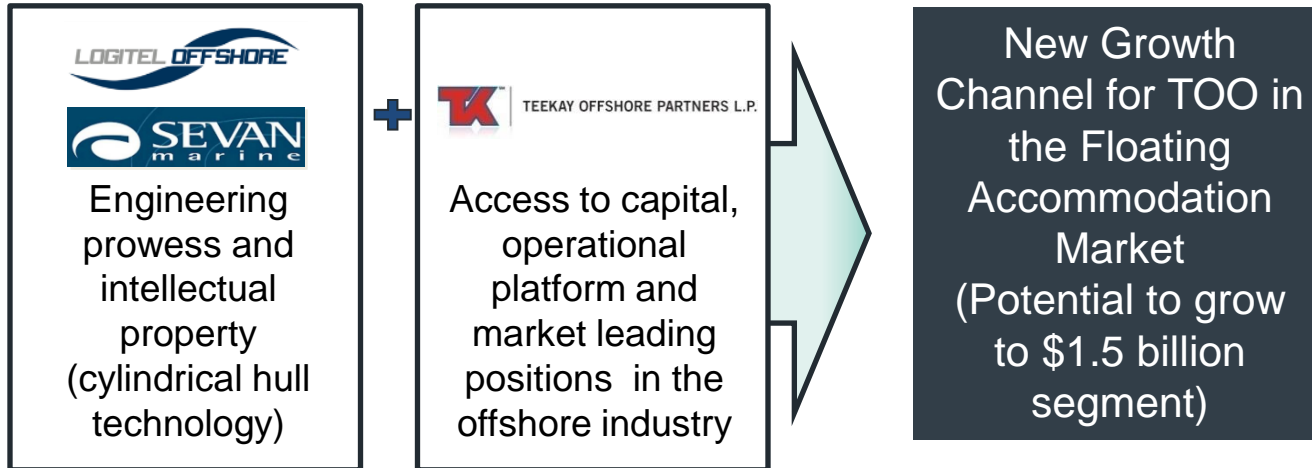 LOGITEL OFFSHORE
SEVAN
marine
Engineering
prowess and
intellectual
property
(cylindrical hull
technology)
+
TK™
TEEKAY OFFSHORE PARTNERS L.P.
Access to capital,
operational
platform and
market leading
positions in the
offshore industry
New Growth
Channel for TOO in
the Floating
Accommodation
Market
(Potential to grow
to $1.5 billion
segment)